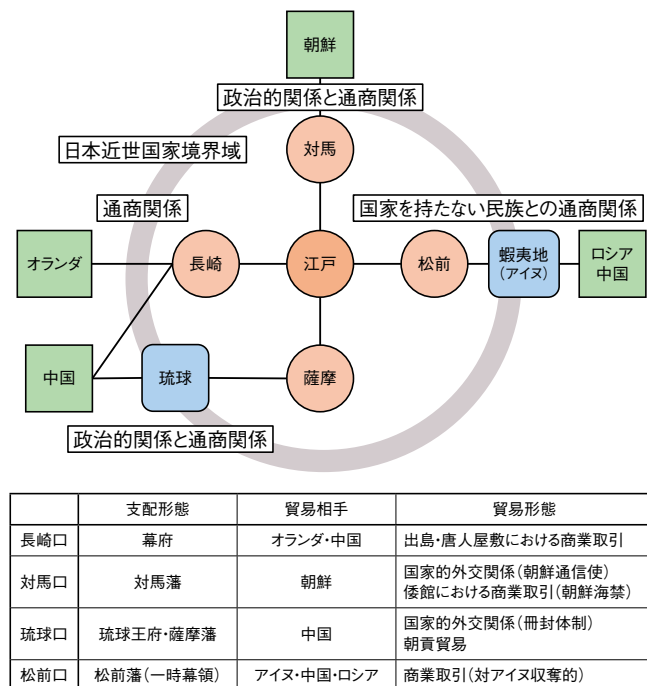 朝鮮
政治的関係と通商関係
対馬
日本近世国家境界域
通商関係
国家を持たない民族との通商関係
オランダ
長崎
江戸
松前
蝦夷地
(アイヌ)
ロシア
中国
中国
琉球
薩摩
政治的関係と通商関係
支配形態 貿易相手 貿易形態
長崎口 幕府 オランダ・中国 出島・唐人屋敷における商業取引
対馬口 対馬藩 朝鮮 国家的外交関係(朝鮮通信使)
倭館における商業取引(朝鮮海禁)
琉球口 琉球王府・薩摩藩 中国 国家的外交関係(冊封体制)
朝貢貿易
松前口 松前藩(一時幕領) アイヌ・中国・ロシア 商業取引(対アイヌ収奪的)